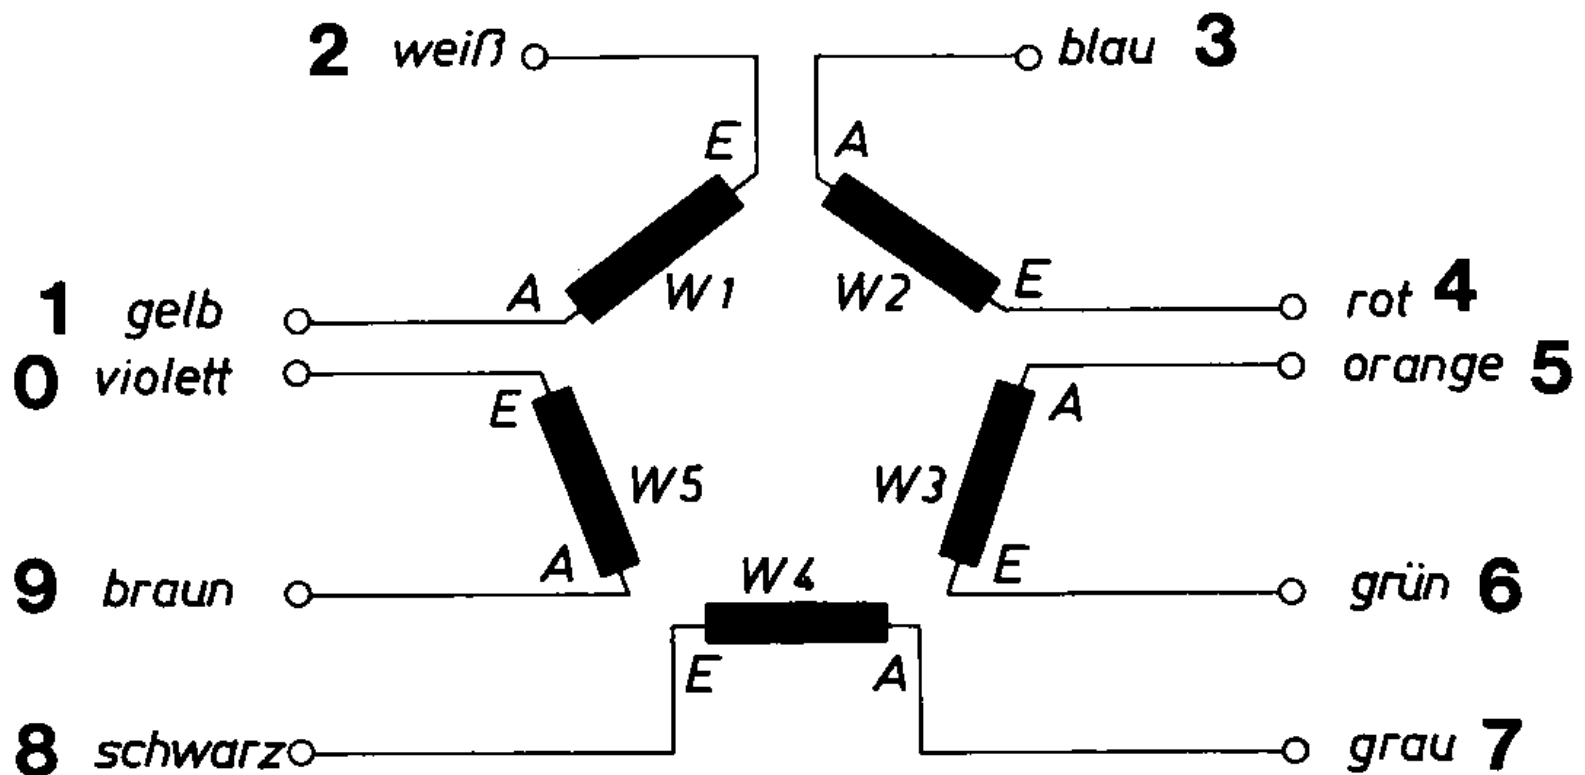 2 weiß blau 3
E A
A W1 W2 E
1 gelb rot 4
0 violett orange 5
E A
W5 W3
A W4 E
9 braun grün 6
E A
8 schwarz grau 7